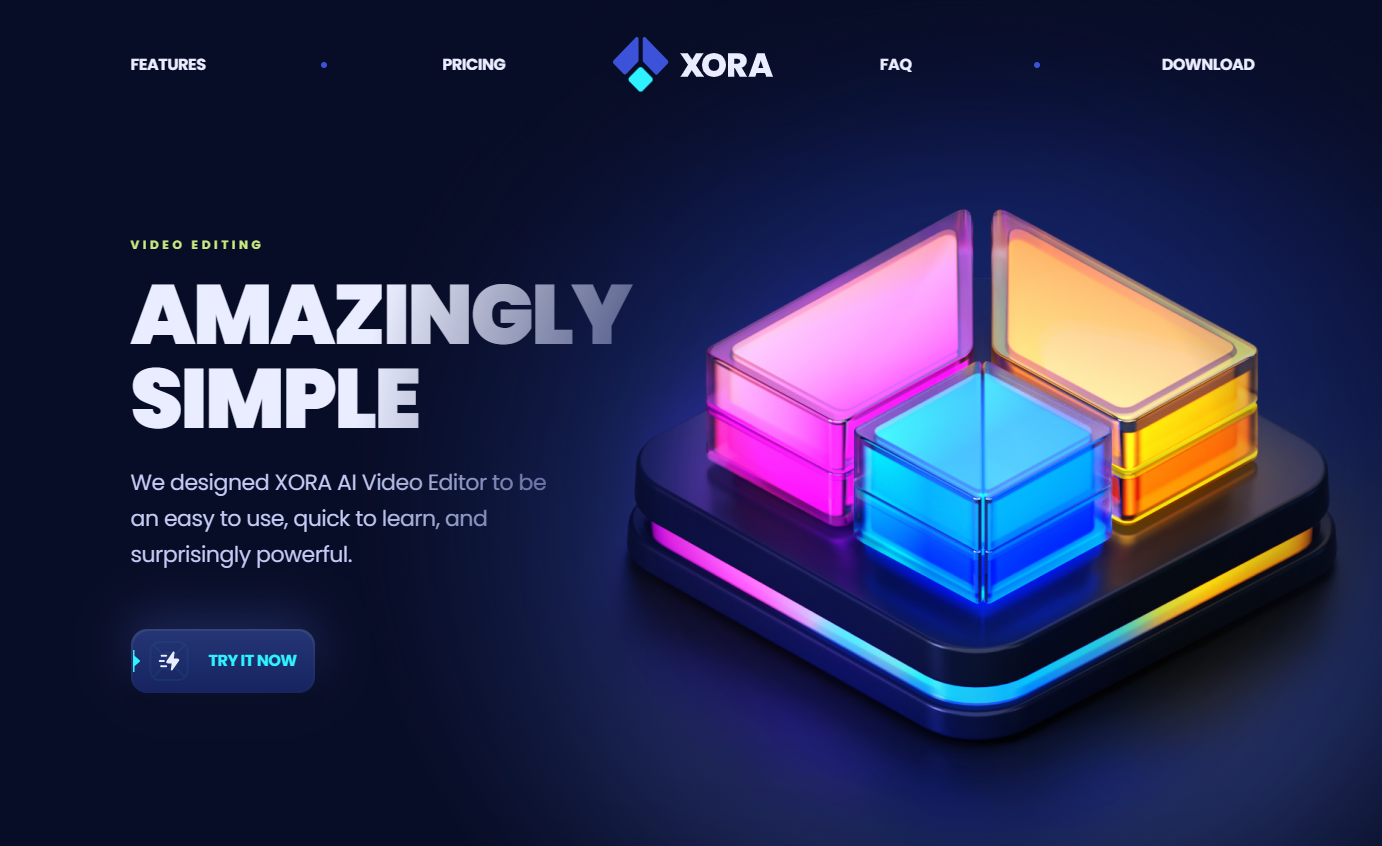 FEATURES
PRICING
XORA
FAQ
DOWNLOAD
VIDEO EDITING
AMAZINGLY
SIMPLE
We designed XORA AI Video Editor to be
an easy to use, quick to learn, and
surprisingly powerful.
TRY IT NOW